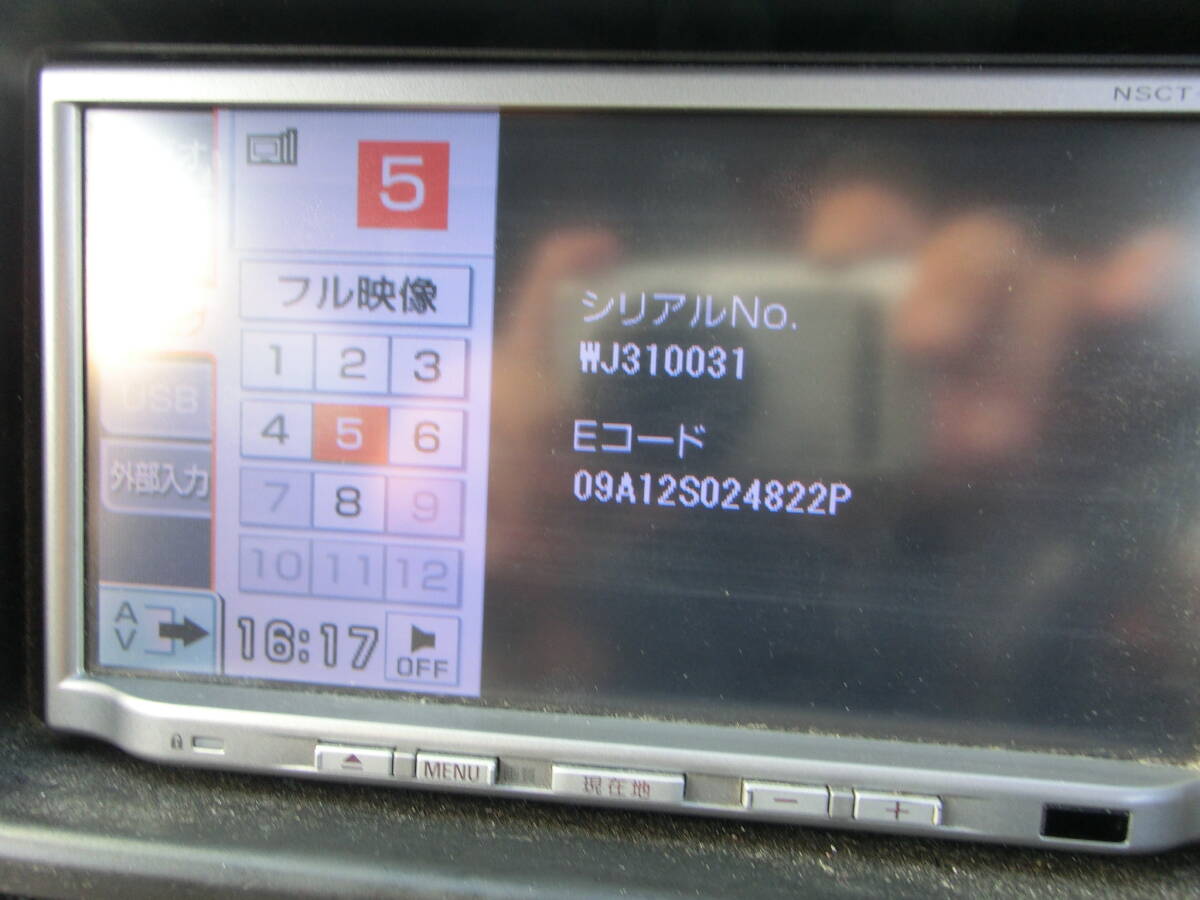 NSCT-
5
フル映像
シリアルNo.
1 2 3
WJ310031
USB
4 5 6
Eコード
外部入力
7 8 9
09A12S024822P
10 11 12
AV
16:17
OFF
MENU
現在地
− +